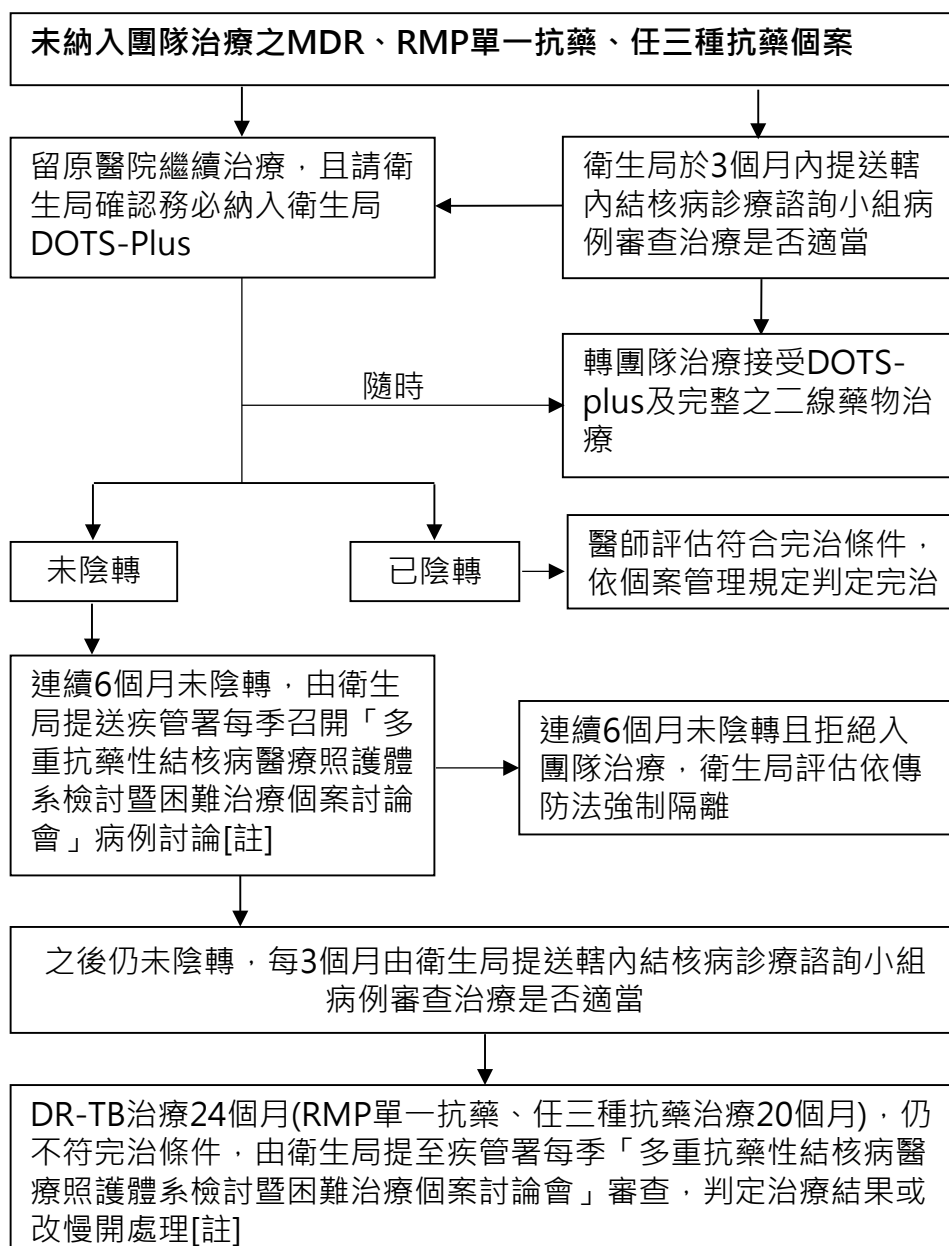 未納入團隊治療之MDR、RMP單一抗藥、任三種抗藥個案
留原醫院繼續治療，且請衛
生局確認務必納入衛生局
DOTS-Plus
衛生局於3個月內提送轄
內結核病診療諮詢小組病
例審查治療是否適當
隨時
轉團隊治療接受DOTS-
plus及完整之二線藥物治
療
未陰轉
已陰轉
醫師評估符合完治條件，
依個案管理規定判定完治
連續6個月未陰轉，由衛生
局提送疾管署每季召開「多
重抗藥性結核病醫療照護體
系檢討暨困難治療個案討論
會」病例討論[註]
連續6個月未陰轉且拒絕入
團隊治療，衛生局評估依傳
防法強制隔離
之後仍未陰轉，每3個月由衛生局提送轄內結核病診療諮詢小組
病例審查治療是否適當
DR-TB治療24個月(RMP單一抗藥、任三種抗藥治療20個月)，仍
不符完治條件，由衛生局提至疾管署每季「多重抗藥性結核病醫
療照護體系檢討暨困難治療個案討論會」審查，判定治療結果或
改慢開處理[註]